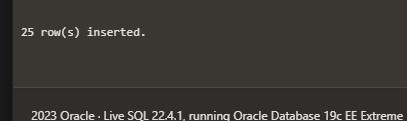 25 row(s) inserted.
2023 Oracle · Live SQL 22.4.1, running Oracle Database 19c EE Extreme